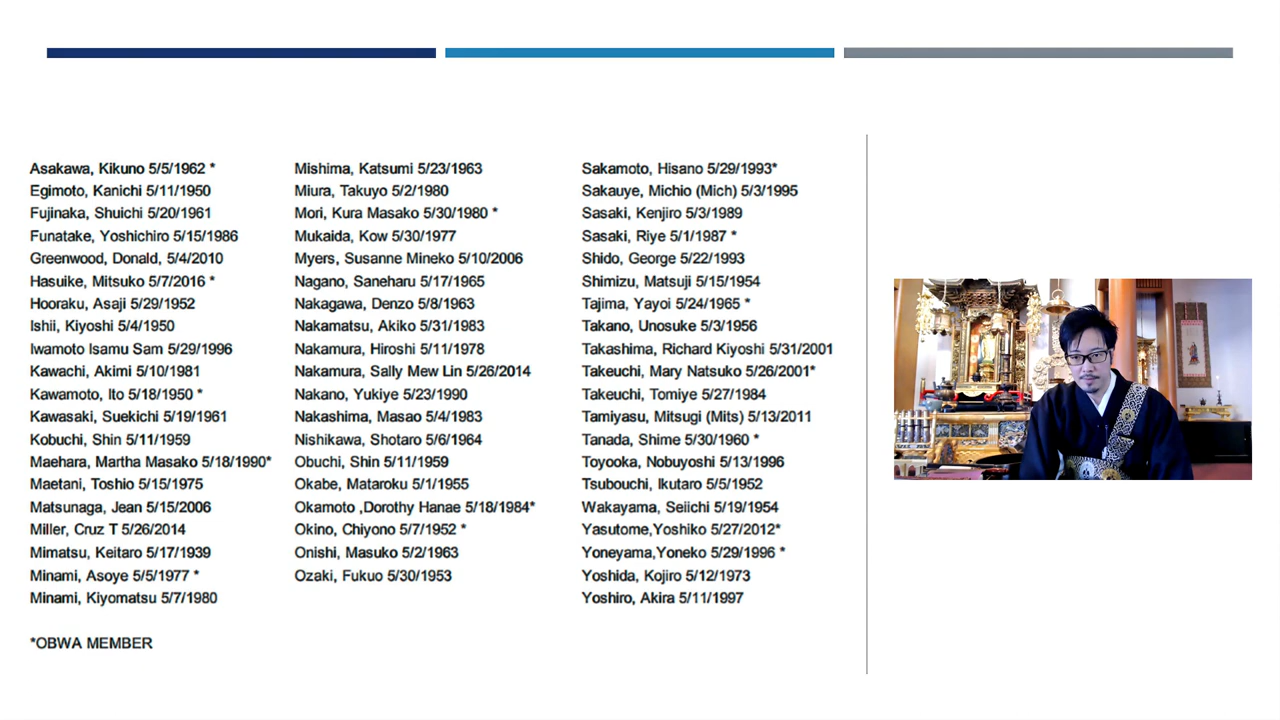 Asakawa, Kikuno 5/5/1962 *
Egimoto, Kanichi 5/11/1950
Fujinaka, Shuichi 5/20/1961
Funatake, Yoshichiro 5/15/1986
Greenwood, Donald, 5/4/2010
Hasuike, Mitsuko 5/7/2016 *
Hooraku, Asaji 5/29/1952
Ishii, Kiyoshi 5/4/1950
Iwamoto Isamu Sam 5/29/1996
Kawachi, Akimi 5/10/1981
Kawamoto, Ito 5/18/1950 *
Kawasaki, Suekichi 5/19/1961
Kobuchi, Shin 5/11/1959
Maehara, Martha Masako 5/18/1990*
Maetani, Toshio 5/15/1975
Matsunaga, Jean 5/15/2006
Miller, Cruz T 5/26/2014
Mimatsu, Keitaro 5/17/1939
Minami, Asoye 5/5/1977 *
Minami, Kiyomatsu 5/7/1980
*OBWA MEMBER
Mishima, Katsumi 5/23/1963
Miura, Takuyo 5/2/1980
Mori, Kura Masako 5/30/1980 *
Mukaida, Kow 5/30/1977
Myers, Susanne Mineko 5/10/2006
Nagano, Saneharu 5/17/1965
Nakagawa, Denzo 5/8/1963
Nakamatsu, Akiko 5/31/1983
Nakamura, Hiroshi 5/11/1978
Nakamura, Sally Mew Lin 5/26/2014
Nakano, Yukiye 5/23/1990
Nakashima, Masao 5/4/1983
Nishikawa, Shotaro 5/6/1964
Obuchi, Shin 5/11/1959
Okabe, Mataroku 5/1/1955
Okamoto ,Dorothy Hanae 5/18/1984*
Okino, Chiyono 5/7/1952 *
Onishi, Masuko 5/2/1963
Ozaki, Fukuo 5/30/1953
Sakamoto, Hisano 5/29/1993*
Sakauye, Michio (Mich) 5/3/1995
Sasaki, Kenjiro 5/3/1989
Sasaki, Riye 5/1/1987 *
Shido, George 5/22/1993
Shimizu, Matsuji 5/15/1954
Tajima, Yayoi 5/24/1965 *
Takano, Unosuke 5/3/1956
Takashima, Richard Kiyoshi 5/31/2001
Takeuchi, Mary Natsuko 5/26/2001*
Takeuchi, Tomiye 5/27/1984
Tamiyasu, Mitsugi (Mits) 5/13/2011
Tanada, Shime 5/30/1960 *
Toyooka, Nobuyoshi 5/13/1996
Tsubouchi, Ikutaro 5/5/1952
Wakayama, Seiichi 5/19/1954
Yasutome,Yoshiko 5/27/2012*
Yoneyama,Yoneko 5/29/1996 *
Yoshida, Kojiro 5/12/1973
Yoshiro, Akira 5/11/1997